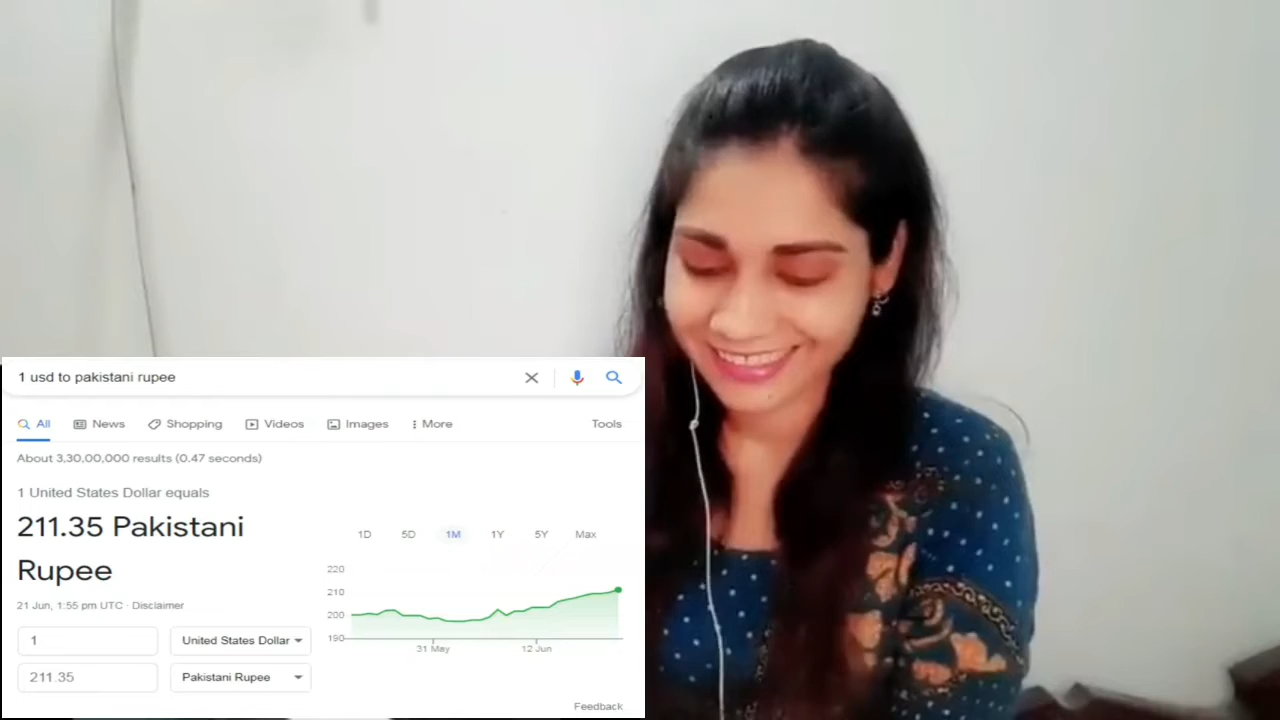 1 usd to pakistani rupee
All News Shopping Videos Images More Tools
About 3,30,00,000 results (0.47 seconds)
1 United States Dollar equals
211.35 Pakistani
Rupee
21 Jun, 1:55 pm UTC · Disclaimer
1 United States Dollar
211.35 Pakistani Rupee
1D 5D 1M 1Y 5Y Max
220
210
200
190
31 May 12 Jun
Feedback